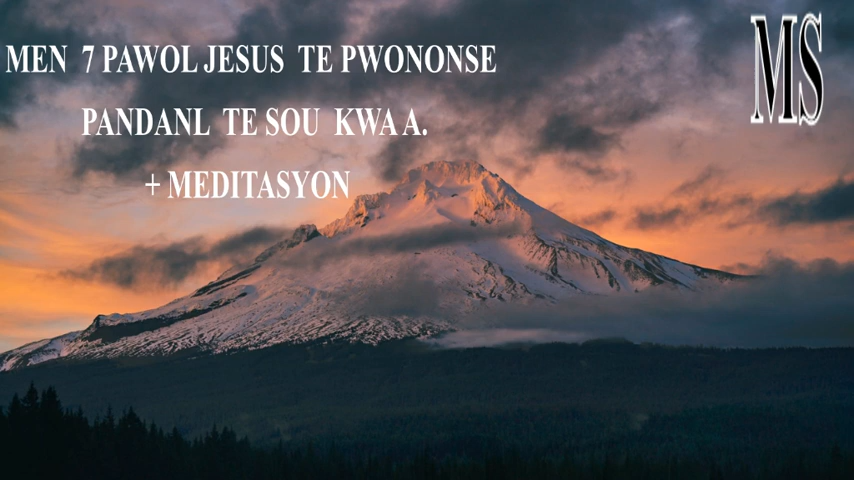 MEN 7 PAWOL JESUS TE PWONONSE
PANDANL TE SOU KWA A.
+ MEDITASYON
MS